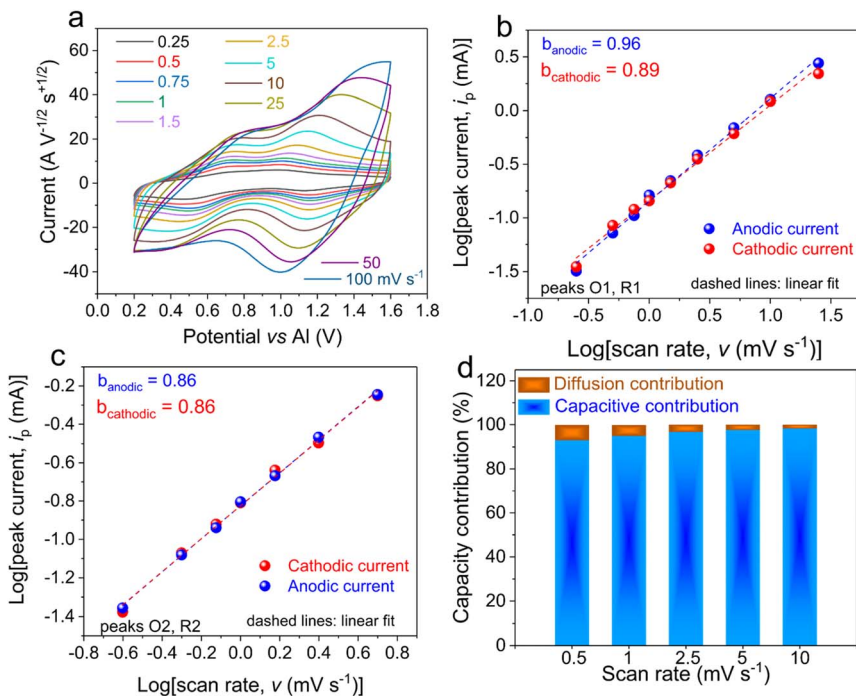 a
0.25
0.5
0.75
1
1.5
2.5
5
10
25
50
100 mV s⁻¹
60
40
20
0
-20
-40
Current (A V⁻¹/² s⁺¹/²)
0.0 0.2 0.4 0.6 0.8 1.0 1.2 1.4 1.6 1.8
Potential vs Al (V)
b
b_anodic = 0.96
b_cathodic = 0.89
0.5
0.0
-0.5
-1.0
-1.5
Log[peak current, i_p (mA)]
Anodic current
Cathodic current
peaks O1, R1 dashed lines: linear fit
-1.0 -0.5 0.0 0.5 1.0 1.5
Log[scan rate, v (mV s⁻¹)]
c
b_anodic = 0.86
b_cathodic = 0.86
-0.2
-0.4
-0.6
-0.8
-1.0
-1.2
-1.4
Log[peak current, i_p (mA)]
Cathodic current
Anodic current
peaks O2, R2 dashed lines: linear fit
-0.8 -0.6 -0.4 -0.2 0.0 0.2 0.4 0.6 0.8
Log[scan rate, v (mV s⁻¹)]
d
Diffusion contribution
Capacitive contribution
120
100
80
60
40
20
0
Capacity contribution (%)
0.5 1 2.5 5 10
Scan rate (mV s⁻¹)